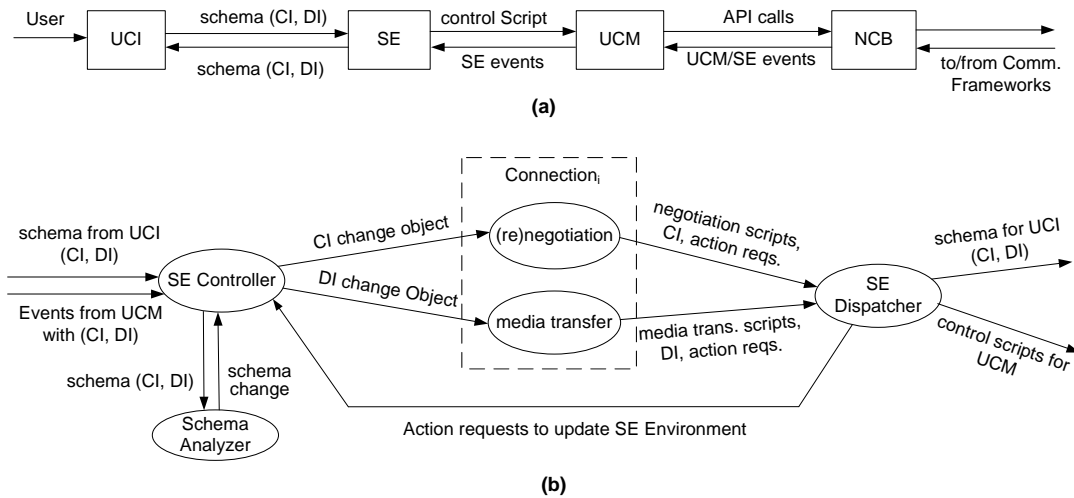 User
UCI
schema (CI, DI)
schema (CI, DI)
SE
control Script
SE events
UCM
API calls
UCM/SE events
NCB
to/from Comm.
Frameworks
(a)
Connectioni
schema from UCI
(CI, DI)
Events from UCM
with (CI, DI)
SE Controller
CI change object
DI change Object
(re)negotiation
media transfer
negotiation scripts,
CI, action reqs.
media trans. scripts,
DI, action reqs.
SE
Dispatcher
schema for UCI
(CI, DI)
control scripts for
UCM
schema (CI, DI)
schema
change
Schema
Analyzer
Action requests to update SE Environment
(b)